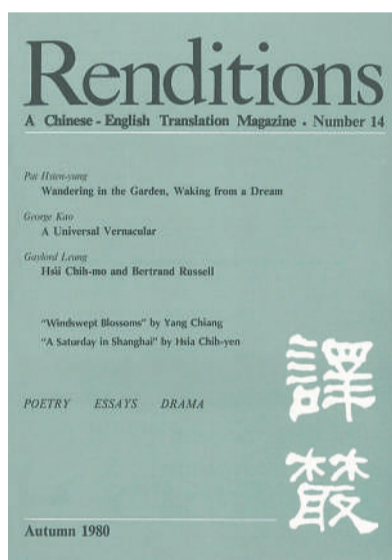 Renditions
A Chinese - English Translation Magazine • Number 14
Pai Hsien-yung
Wandering in the Garden, Waking from a Dream
George Kao
A Universal Vernacular
Gaylord Leung
Hsü Chih-mo and Bertrand Russell
"Windswept Blossoms" by Yang Chiang
"A Saturday in Shanghai" by Hsia Chih-yen
POETRY ESSAYS DRAMA
譯
叢
Autumn 1980